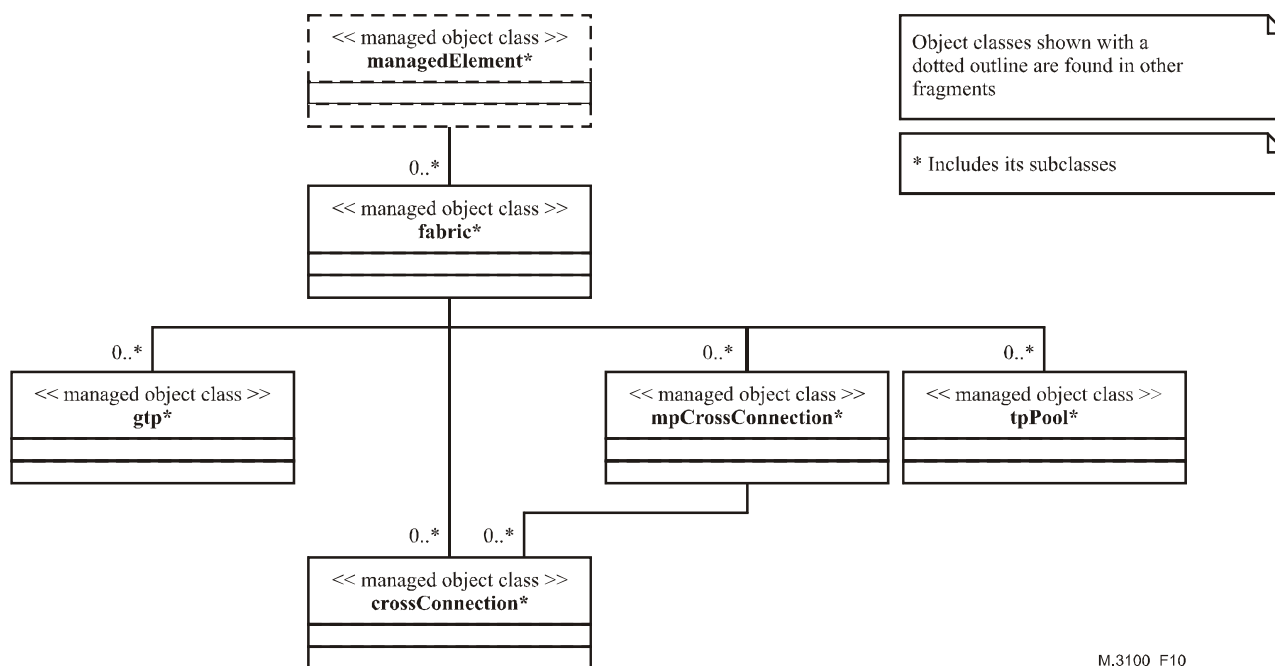 << managed object class >>
managedElement*
Object classes shown with a
dotted outline are found in other
fragments
* Includes its subclasses
0..*
<< managed object class >>
fabric*
0..*
0..*
0..*
<< managed object class >>
gtp*
<< managed object class >>
mpCrossConnection*
<< managed object class >>
tpPool*
0..*
0..*
<< managed object class >>
crossConnection*
M.3100_F10